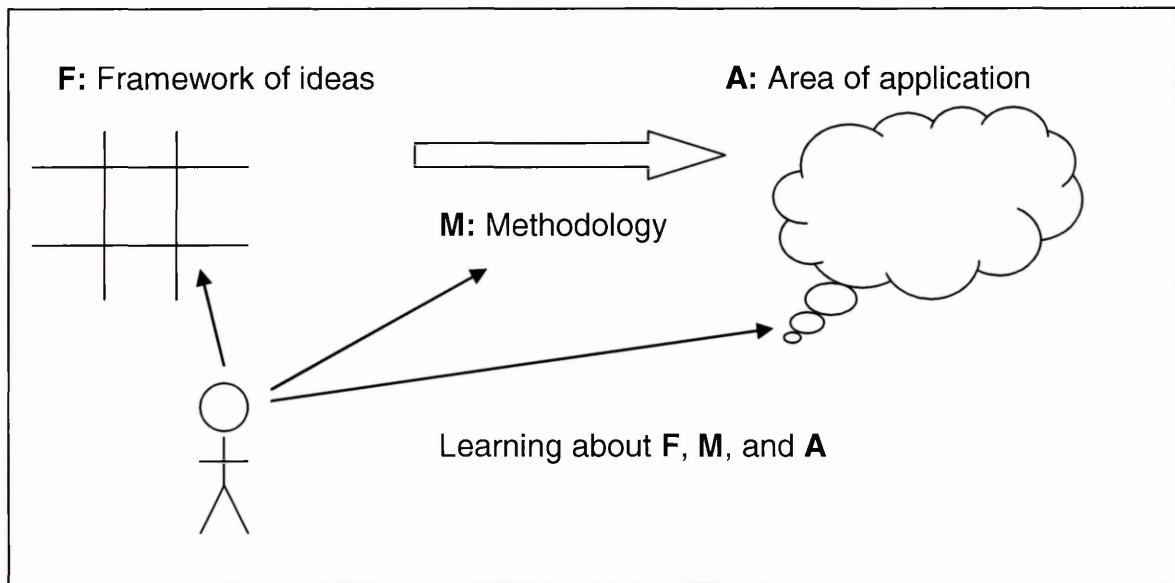 F: Framework of ideas
A: Area of application
M: Methodology
Learning about F, M, and A